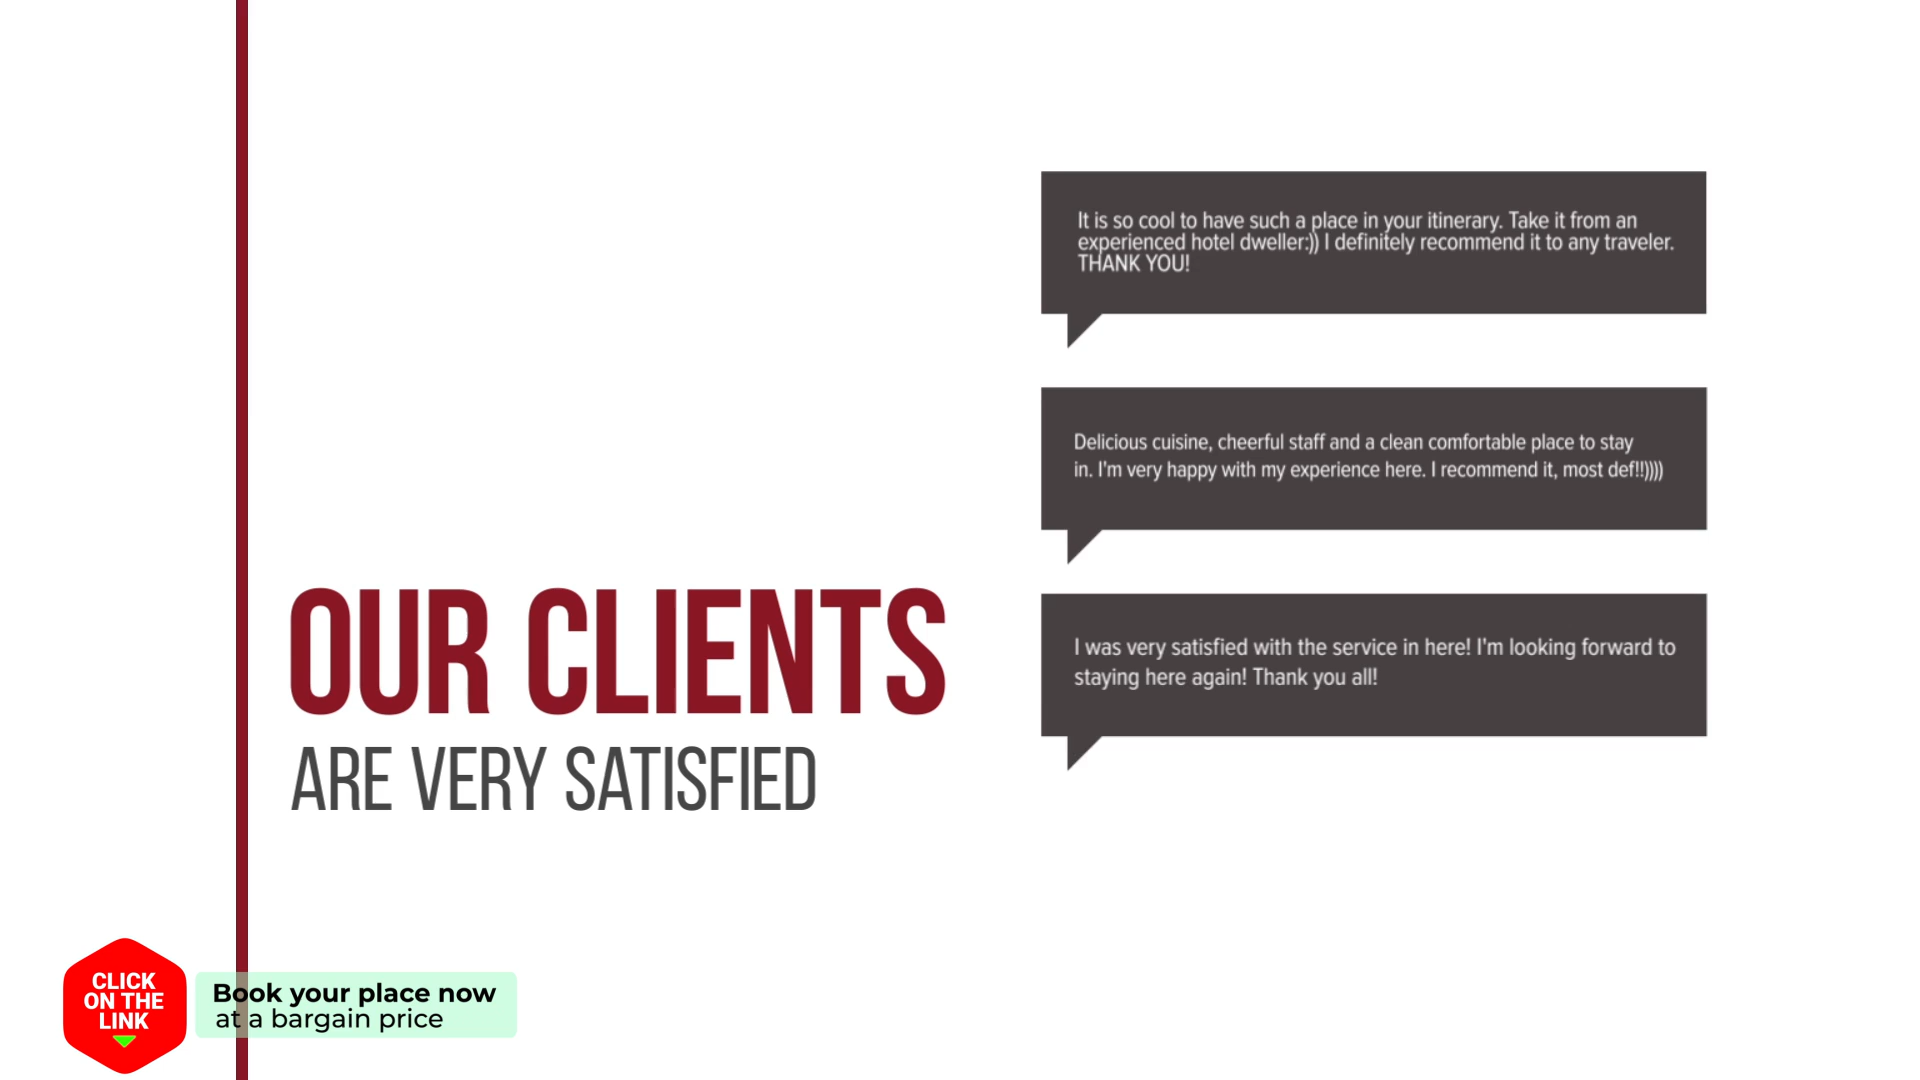 It is so cool to have such a place in your itinerary. Take it from an
experienced hotel dweller:)) I definitely recommend it to any traveler.
THANK YOU!
Delicious cuisine, cheerful staff and a clean comfortable place to stay
in. I'm very happy with my experience here. I recommend it, most def!!))))
I was very satisfied with the service in here! I'm looking forward to
staying here again! Thank you all!
OUR CLIENTS
ARE VERY SATISFIED
CLICK
ON THE
LINK
Book your place now
at a bargain price